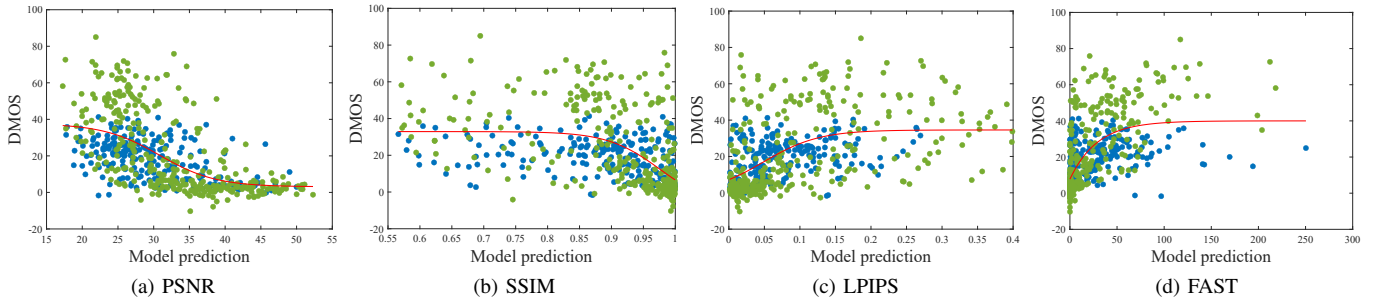 100
80
60
40
20
0
-20
DMOS
15 20 25 30 35 40 45 50 55
Model prediction
(a) PSNR
100
80
60
40
20
0
-20
DMOS
0.55 0.6 0.65 0.7 0.75 0.8 0.85 0.9 0.95 1
Model prediction
(b) SSIM
100
80
60
40
20
0
-20
DMOS
0 0.05 0.1 0.15 0.2 0.25 0.3 0.35 0.4
Model prediction
(c) LPIPS
100
80
60
40
20
0
-20
DMOS
0 50 100 150 200 250 300
Model prediction
(d) FAST